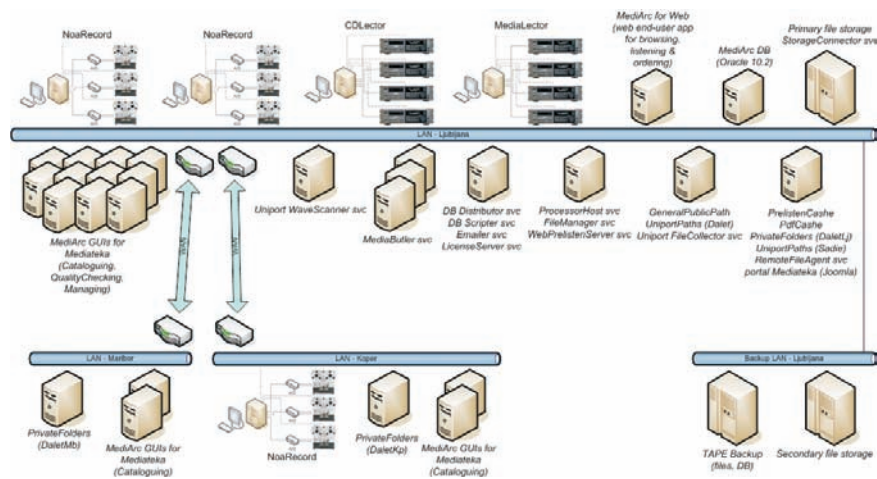 NoaRecord
NoaRecord
CDLector
MediaLector
MediArc for Web
(web end-user app
for browsing,
listening &
ordering)
MediArc DB
(Oracle 10.2)
Primary file storage
StorageConnector svc
LAN - Ljubljana
MediArc GUIs for
Mediateka
(Cataloguing,
QualityChecking,
Managing)
WAN
WAN
Uniport WaveScanner svc
MediaButler svc
DB Distributor svc
DB Scripter svc
Emailer svc
LicenseServer svc
ProcessorHost svc
FileManager svc
WebPrelistenServer svc
GeneralPublicPath
UniportPaths (Dalet)
Uniport FileCollector svc
PrelistenCashe
PdfCashe
PrivateFolders (DaletLj)
UniportPaths (Sadie)
RemoteFileAgent svc
portal Mediateka (Joomla)
LAN - Maribor
LAN - Koper
Backup LAN - Ljubljana
PrivateFolders
(DaletMb)
MediArc GUIs for
Mediateka
(Cataloguing)
NoaRecord
PrivateFolders
(DaletKp)
MediArc GUIs for
Mediateka
(Cataloguing)
TAPE Backup
(files, DB)
Secondary file storage